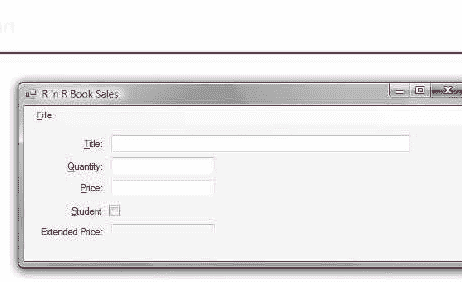 R 'n R Book Sales
File
Title:
Quantity:
Price:
Student
Extended Price: